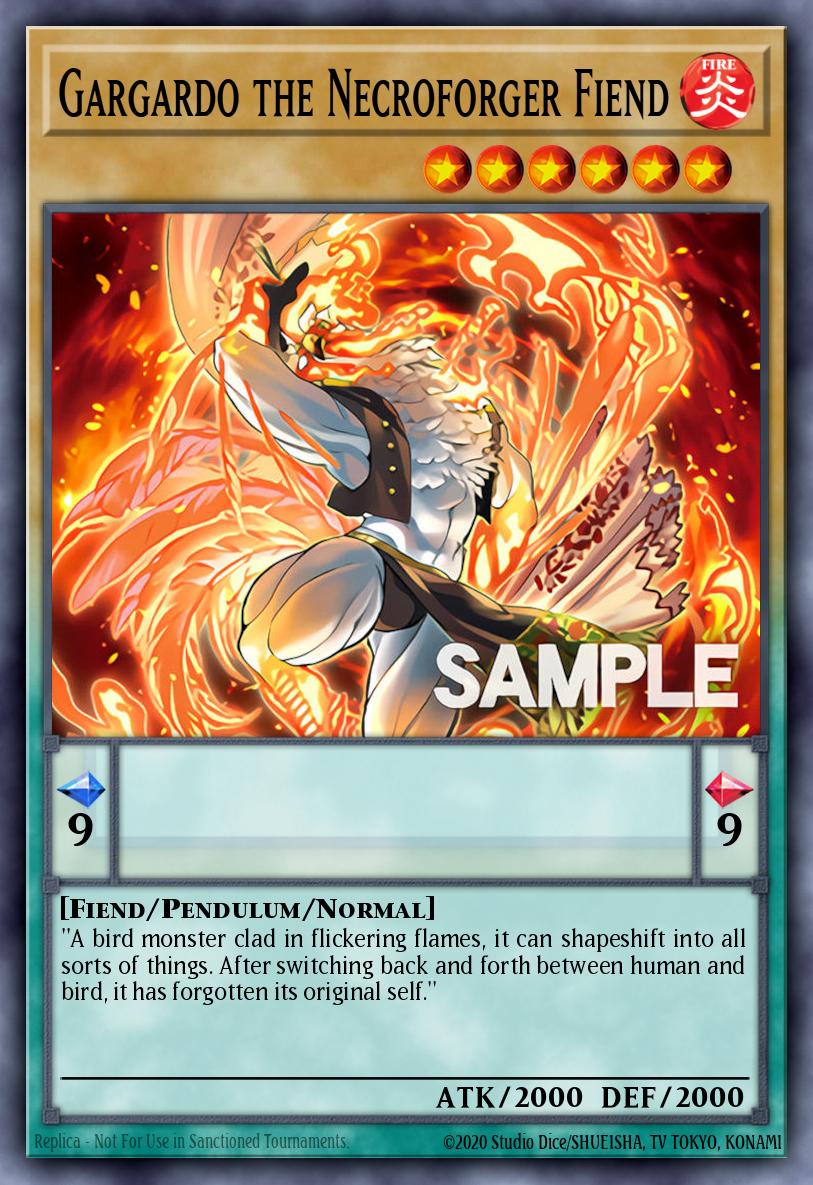 Gargardo the Necroforger Fiend
FIRE
炎
SAMPLE
9
9
[Fiend/Pendulum/Normal]
"A bird monster clad in flickering flames, it can shapeshift into all
sorts of things. After switching back and forth between human and
bird, it has forgotten its original self."
ATK/2000 DEF/2000
Replica - Not For Use in Sanctioned Tournaments.
©2020 Studio Dice/SHUEISHA, TV TOKYO, KONAMI